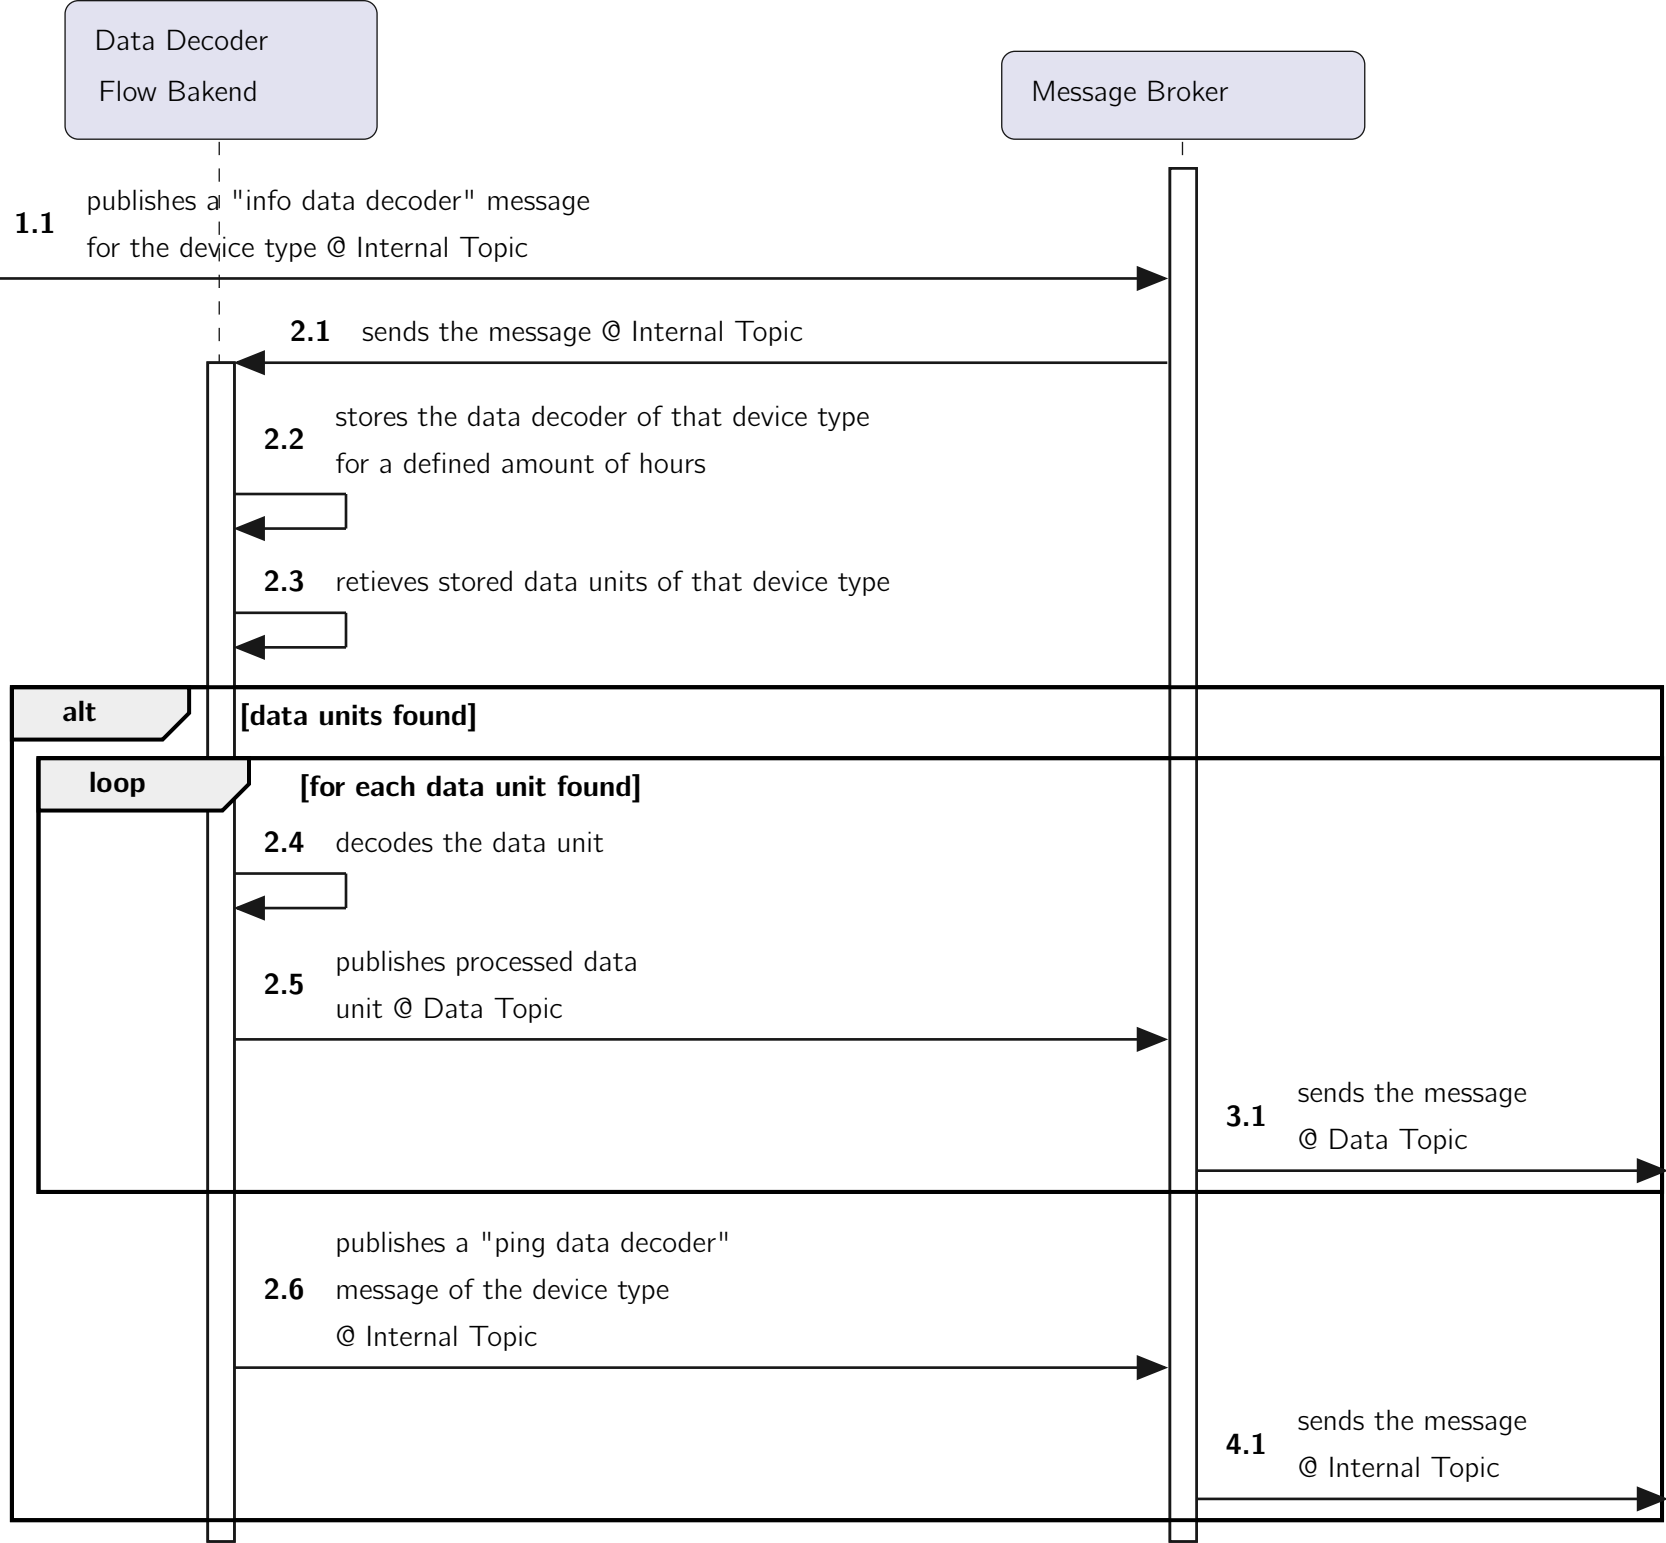 Data Decoder
Flow Bakend
Message Broker
publishes a "info data decoder" message
1.1
for the device type @ Internal Topic
2.1 sends the message @ Internal Topic
stores the data decoder of that device type
2.2
for a defined amount of hours
2.3 retieves stored data units of that device type
alt [data units found]
loop [for each data unit found]
2.4 decodes the data unit
publishes processed data
2.5
unit @ Data Topic
sends the message
3.1
@ Data Topic
publishes a "ping data decoder"
2.6 message of the device type
@ Internal Topic
sends the message
4.1
@ Internal Topic